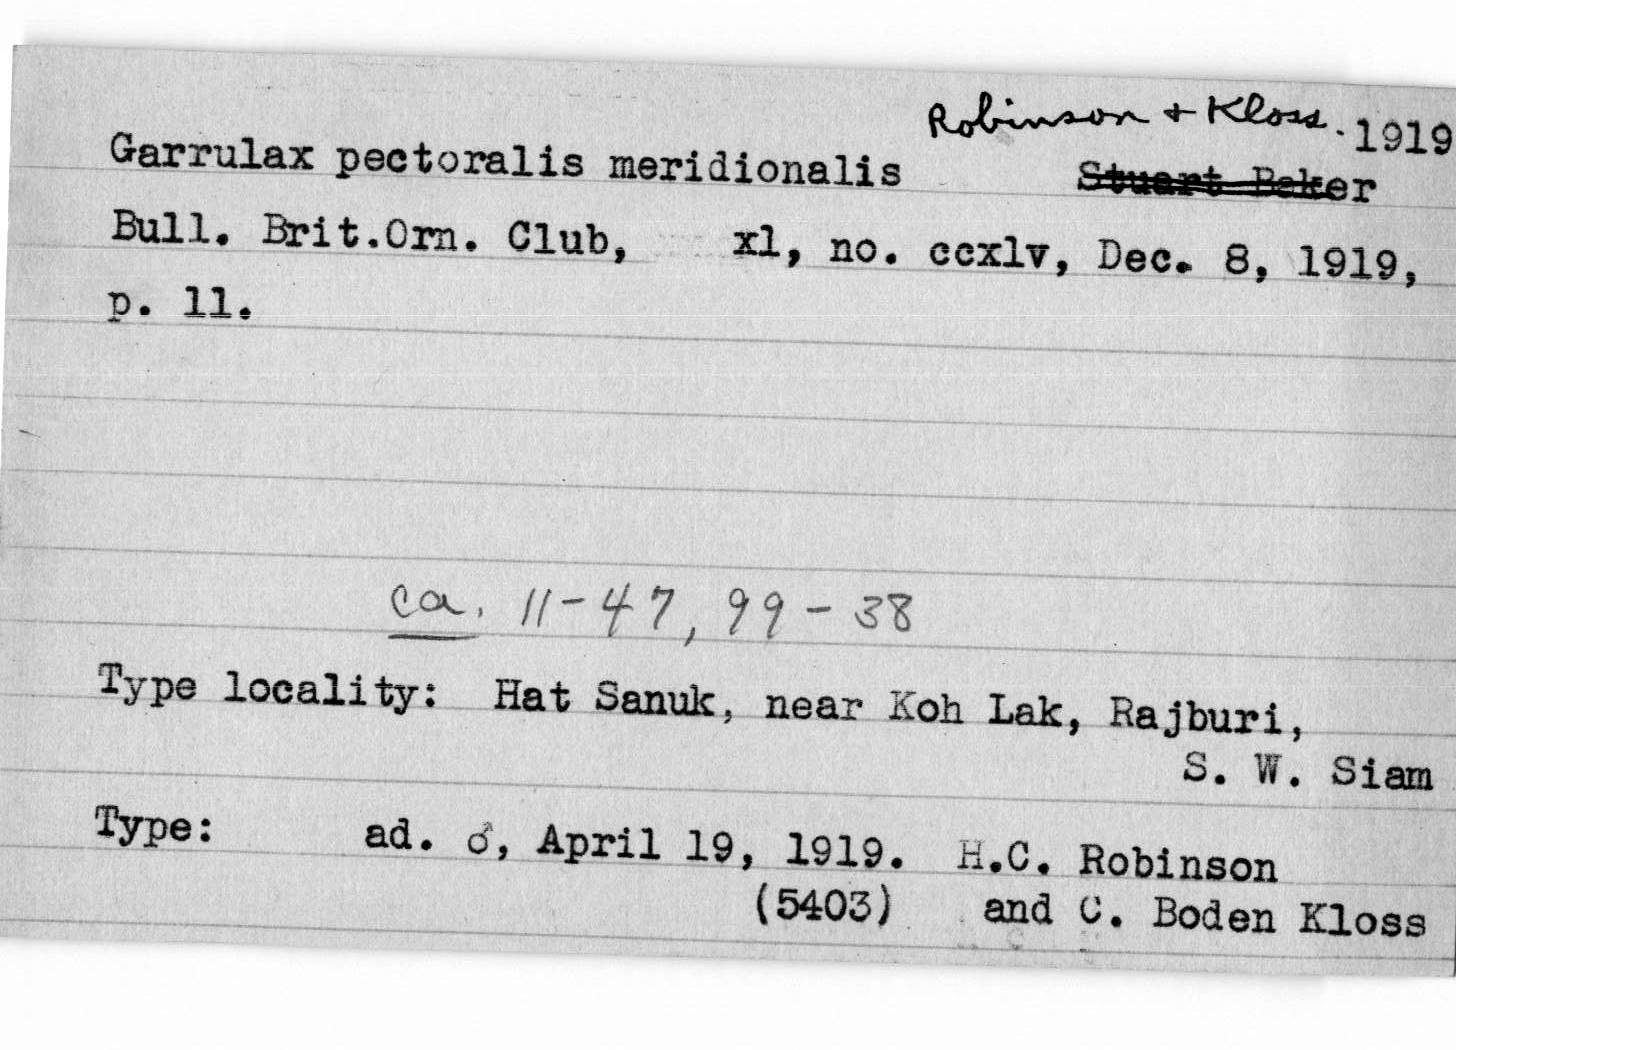 Robinson + Kloss. 1919
Garrulax pectoralis meridionalis Stuart Baker
Bull. Brit.Orn. Club, xl, no. ccxlv, Dec. 8, 1919,
p. 11.
ca. 11-47, 99-38
Type locality: Hat Sanuk, near Koh Lak, Rajburi,
S. W. Siam
Type: ad. ♂, April 19, 1919. H.C. Robinson
(5403) and C. Boden Kloss